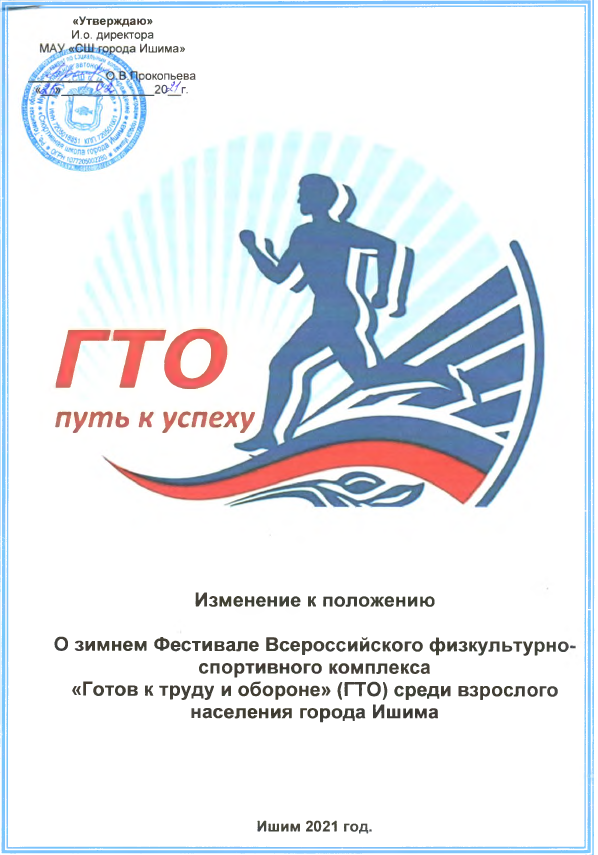 «Утверждаю»
И.о. директора
МАУ «СШ города Ишима»
О.В.Прокопьева
20 21 г.
ГТО
путь к успеху
Изменение к положению
О зимнем Фестивале Всероссийского физкультурно-
спортивного комплекса
«Готов к труду и обороне» (ГТО) среди взрослого
населения города Ишима
Ишим 2021 год.